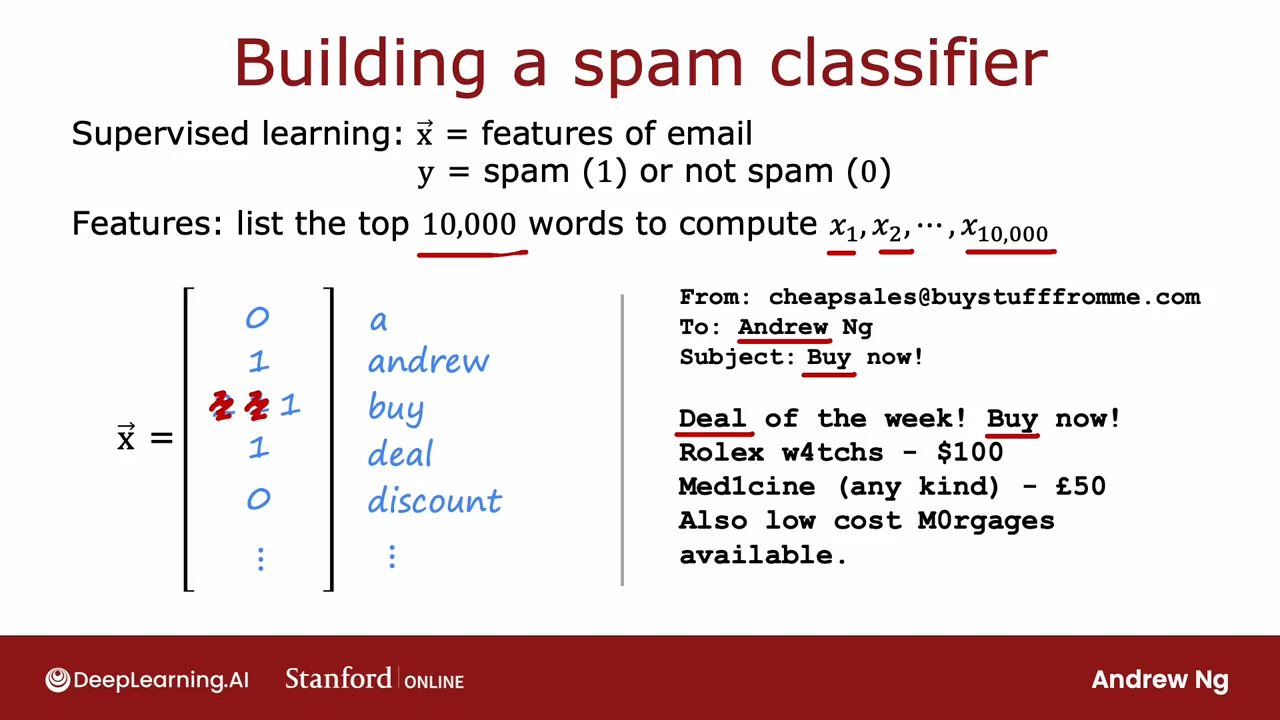 Building a spam classifier
Supervised learning: x⃗ = features of email
y = spam (1) or not spam (0)
Features: list the top 10,000 words to compute x₁, x₂, ⋯, x₁₀,₀₀₀
x⃗ =
0 a
1 andrew
1 buy
1 deal
0 discount
⋮ ⋮
From: cheapsales@buystufffromme.com
To: Andrew Ng
Subject: Buy now!
Deal of the week! Buy now!
Rolex w4tchs - $100
Med1cine (any kind) - £50
Also low cost M0rgages
available.
DeepLearning.AI Stanford | ONLINE Andrew Ng